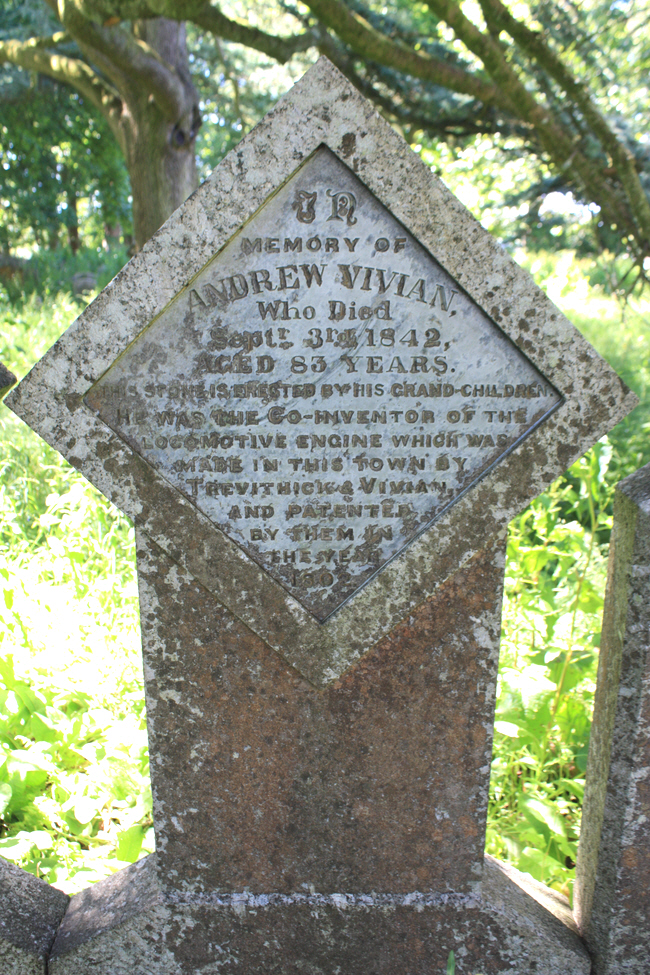 In
MEMORY OF
ANDREW VIVIAN,
Who Died
Septr. 3rd 1842,
AGED 83 YEARS.
THIS STONE IS ERECTED BY HIS GRAND-CHILDREN.
HE WAS THE CO-INVENTOR OF THE
LOCOMOTIVE ENGINE WHICH WAS
MADE IN THIS TOWN BY
TREVITHICK & VIVIAN,
AND PATENTED
BY THEM IN
THE YEAR